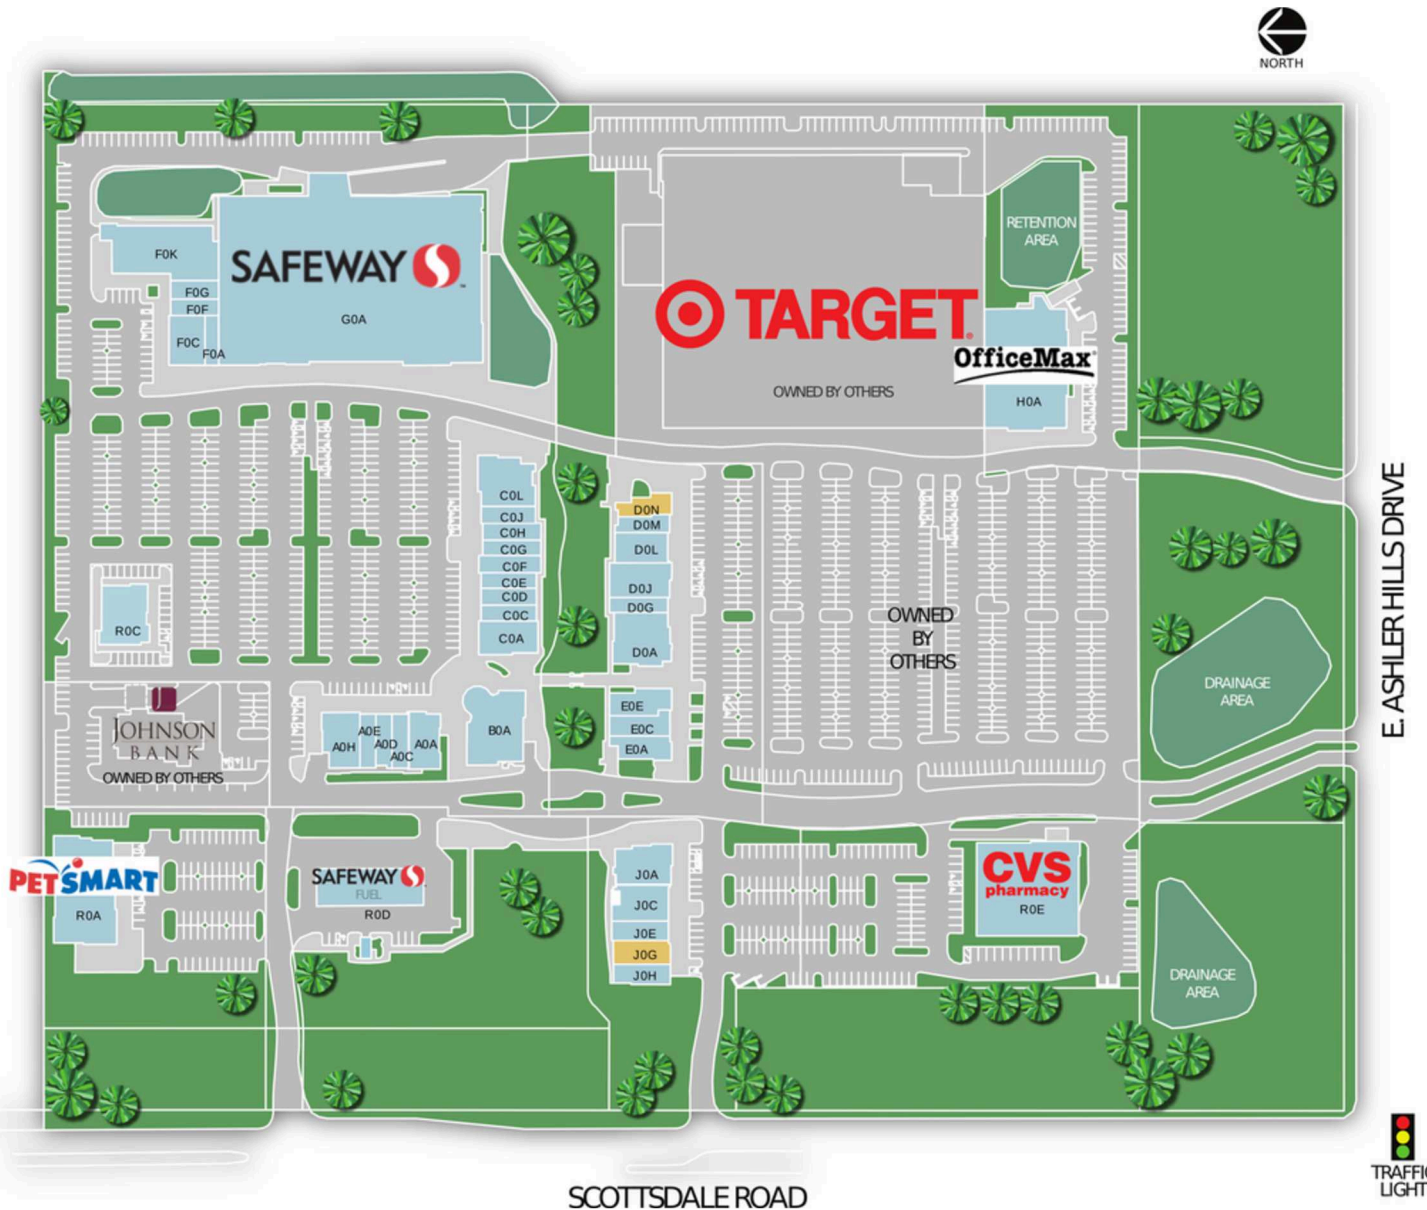 NORTH
RETENTION
AREA
F0K
SAFEWAY
F0G
F0F
G0A
F0C
F0A
TARGET
OWNED BY OTHERS
OfficeMax
H0A
E. ASHLER HILLS DRIVE
C0L
C0J
C0H
C0G
C0F
C0E
C0D
C0C
C0A
D0N
D0M
D0L
D0J
D0G
D0A
OWNED
BY
OTHERS
R0C
DRAINAGE
AREA
JOHNSON
BANK
OWNED BY OTHERS
A0H
A0E
A0D
A0C
A0A
B0A
E0E
E0C
E0A
PETSMART
R0A
SAFEWAY
FUEL
R0D
J0A
J0C
J0E
J0G
J0H
CVS
pharmacy
R0E
DRAINAGE
AREA
TRAFFIC
LIGHT
SCOTTSDALE ROAD